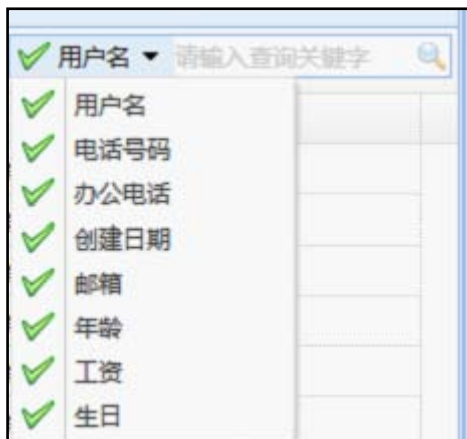 用户名 请输入查询关键字
用户名
电话号码
办公电话
创建日期
邮箱
年龄
工资
生日